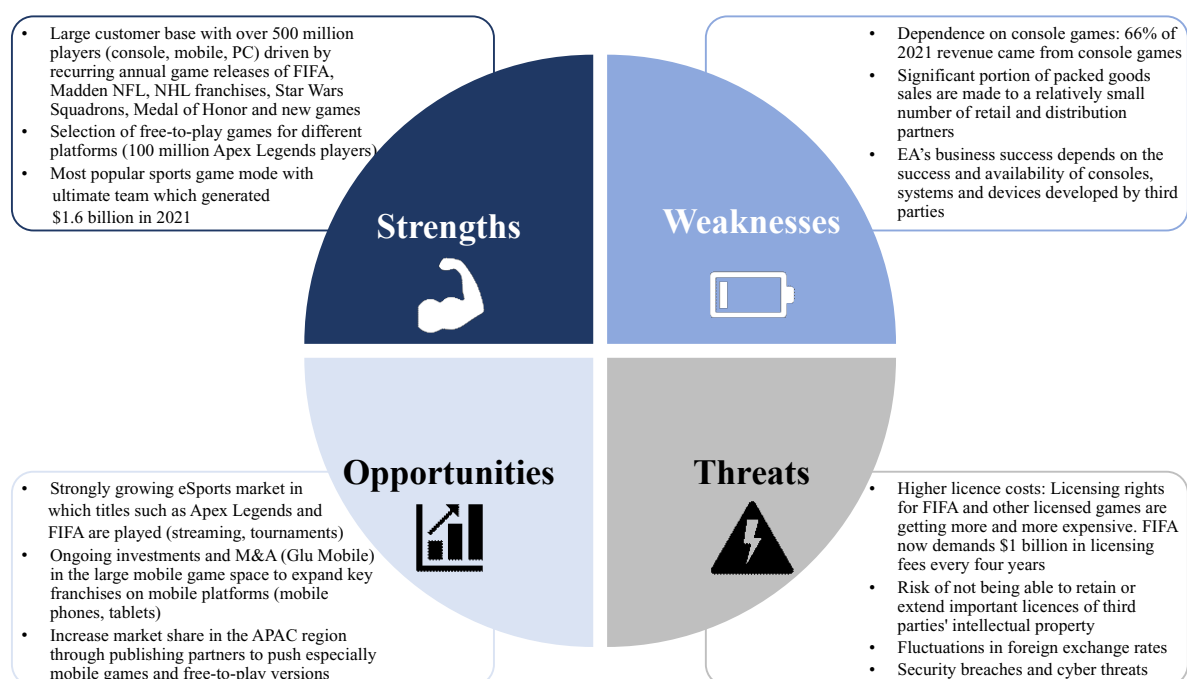 • Large customer base with over 500 million
players (console, mobile, PC) driven by
recurring annual game releases of FIFA,
Madden NFL, NHL franchises, Star Wars
Squadrons, Medal of Honor and new games
• Selection of free-to-play games for different
platforms (100 million Apex Legends players)
• Most popular sports game mode with
ultimate team which generated
$1.6 billion in 2021
Strengths
• Dependence on console games: 66% of
2021 revenue came from console games
• Significant portion of packed goods
sales are made to a relatively small
number of retail and distribution
partners
• EA’s business success depends on the
success and availability of consoles,
systems and devices developed by third
parties
Weaknesses
Opportunities
• Strongly growing eSports market in
which titles such as Apex Legends and
FIFA are played (streaming, tournaments)
• Ongoing investments and M&A (Glu Mobile)
in the large mobile game space to expand key
franchises on mobile platforms (mobile
phones, tablets)
• Increase market share in the APAC region
through publishing partners to push especially
mobile games and free-to-play versions
Threats
• Higher licence costs: Licensing rights
for FIFA and other licensed games are
getting more and more expensive. FIFA
now demands $1 billion in licensing
fees every four years
• Risk of not being able to retain or
extend important licences of third
parties' intellectual property
• Fluctuations in foreign exchange rates
• Security breaches and cyber threats